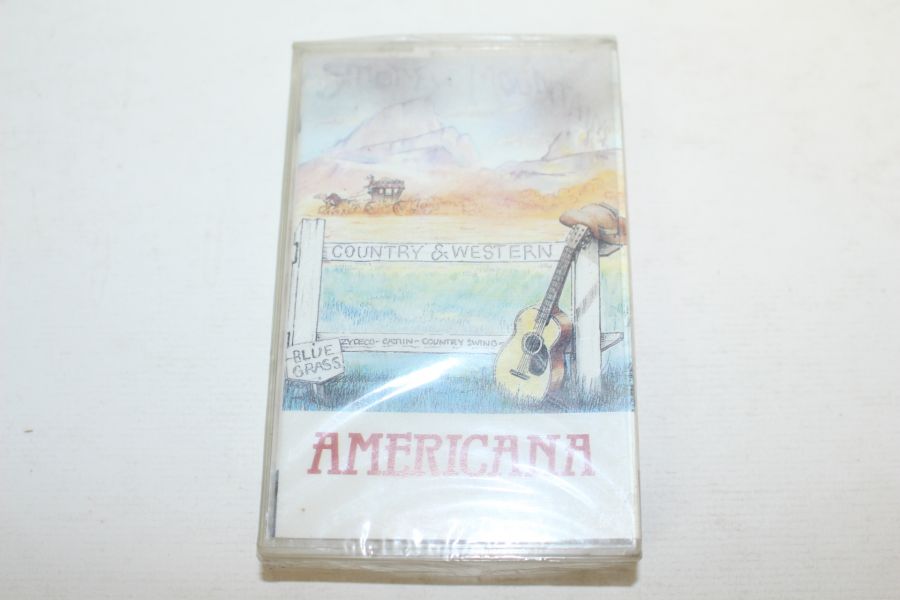 COUNTRY & WESTERN
ZYDECO - CAJUN - COUNTRY SWING -
BLUE
GRASS
AMERICANA